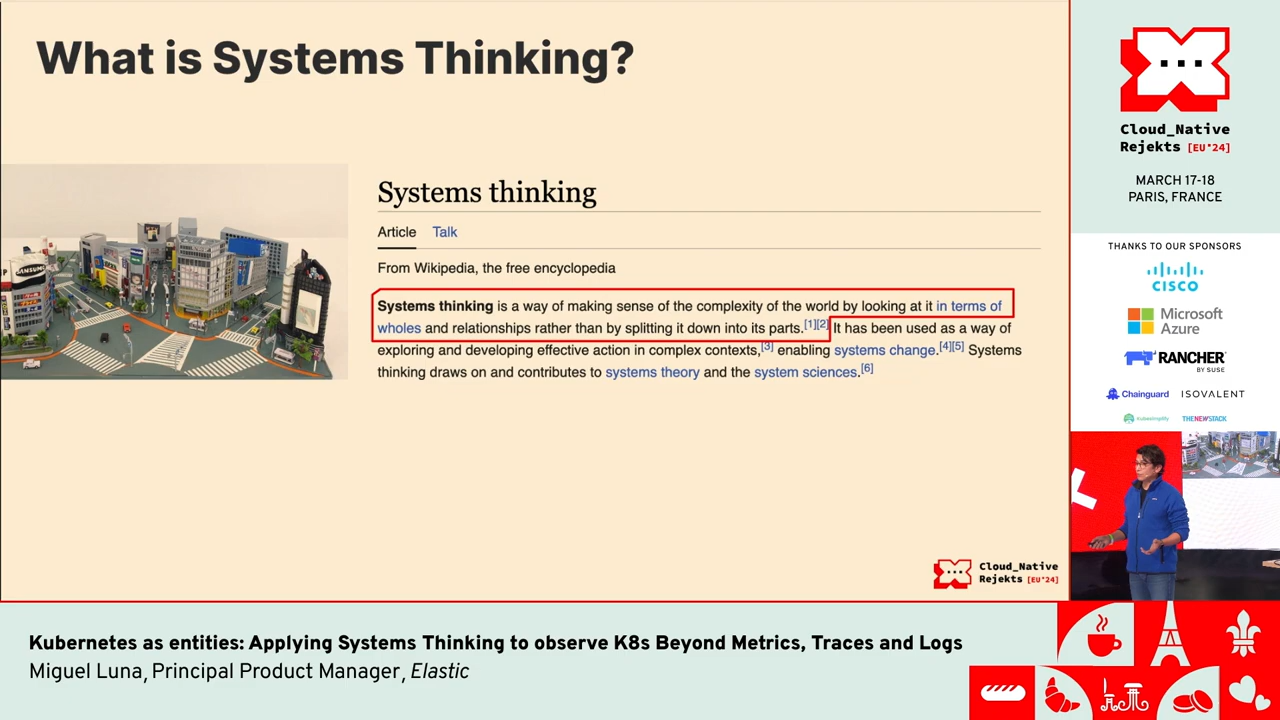 What is Systems Thinking?
SAMSUNG
Systems thinking
Article Talk
From Wikipedia, the free encyclopedia
Systems thinking is a way of making sense of the complexity of the world by looking at it in terms of
wholes and relationships rather than by splitting it down into its parts.[1][2] It has been used as a way of
exploring and developing effective action in complex contexts,[3] enabling systems change.[4][5] Systems
thinking draws on and contributes to systems theory and the system sciences.[6]
Cloud_Native
Rejekts [EU'24]
Cloud_Native
Rejekts [EU'24]
MARCH 17-18
PARIS, FRANCE
THANKS TO OUR SPONSORS
CISCO
Microsoft
Azure
RANCHER
BY SUSE
Chainguard ISOVALENT
Kubesimplify THENEWSTACK
Kubernetes as entities: Applying Systems Thinking to observe K8s Beyond Metrics, Traces and Logs
Miguel Luna, Principal Product Manager, Elastic